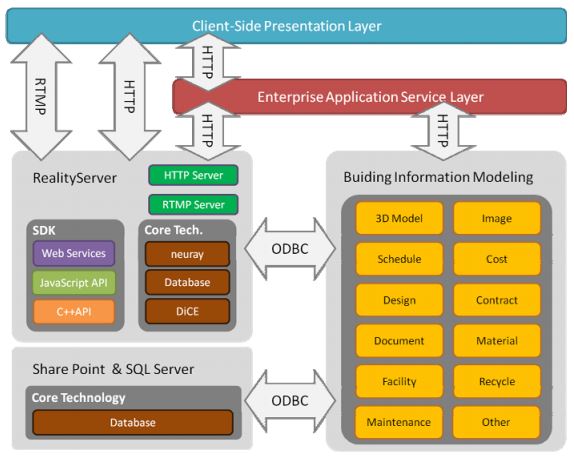 Client-Side Presentation Layer
RTMP
HTTP
HTTP
Enterprise Application Service Layer
HTTP
HTTP
RealityServer
HTTP Server
RTMP Server
SDK
Web Services
JavaScript API
C++API
Core Tech.
neuray
Database
DiCE
ODBC
Buiding Information Modeling
3D Model
Image
Schedule
Cost
Design
Contract
Document
Material
Facility
Recycle
Maintenance
Other
Share Point & SQL Server
Core Technology
Database
ODBC